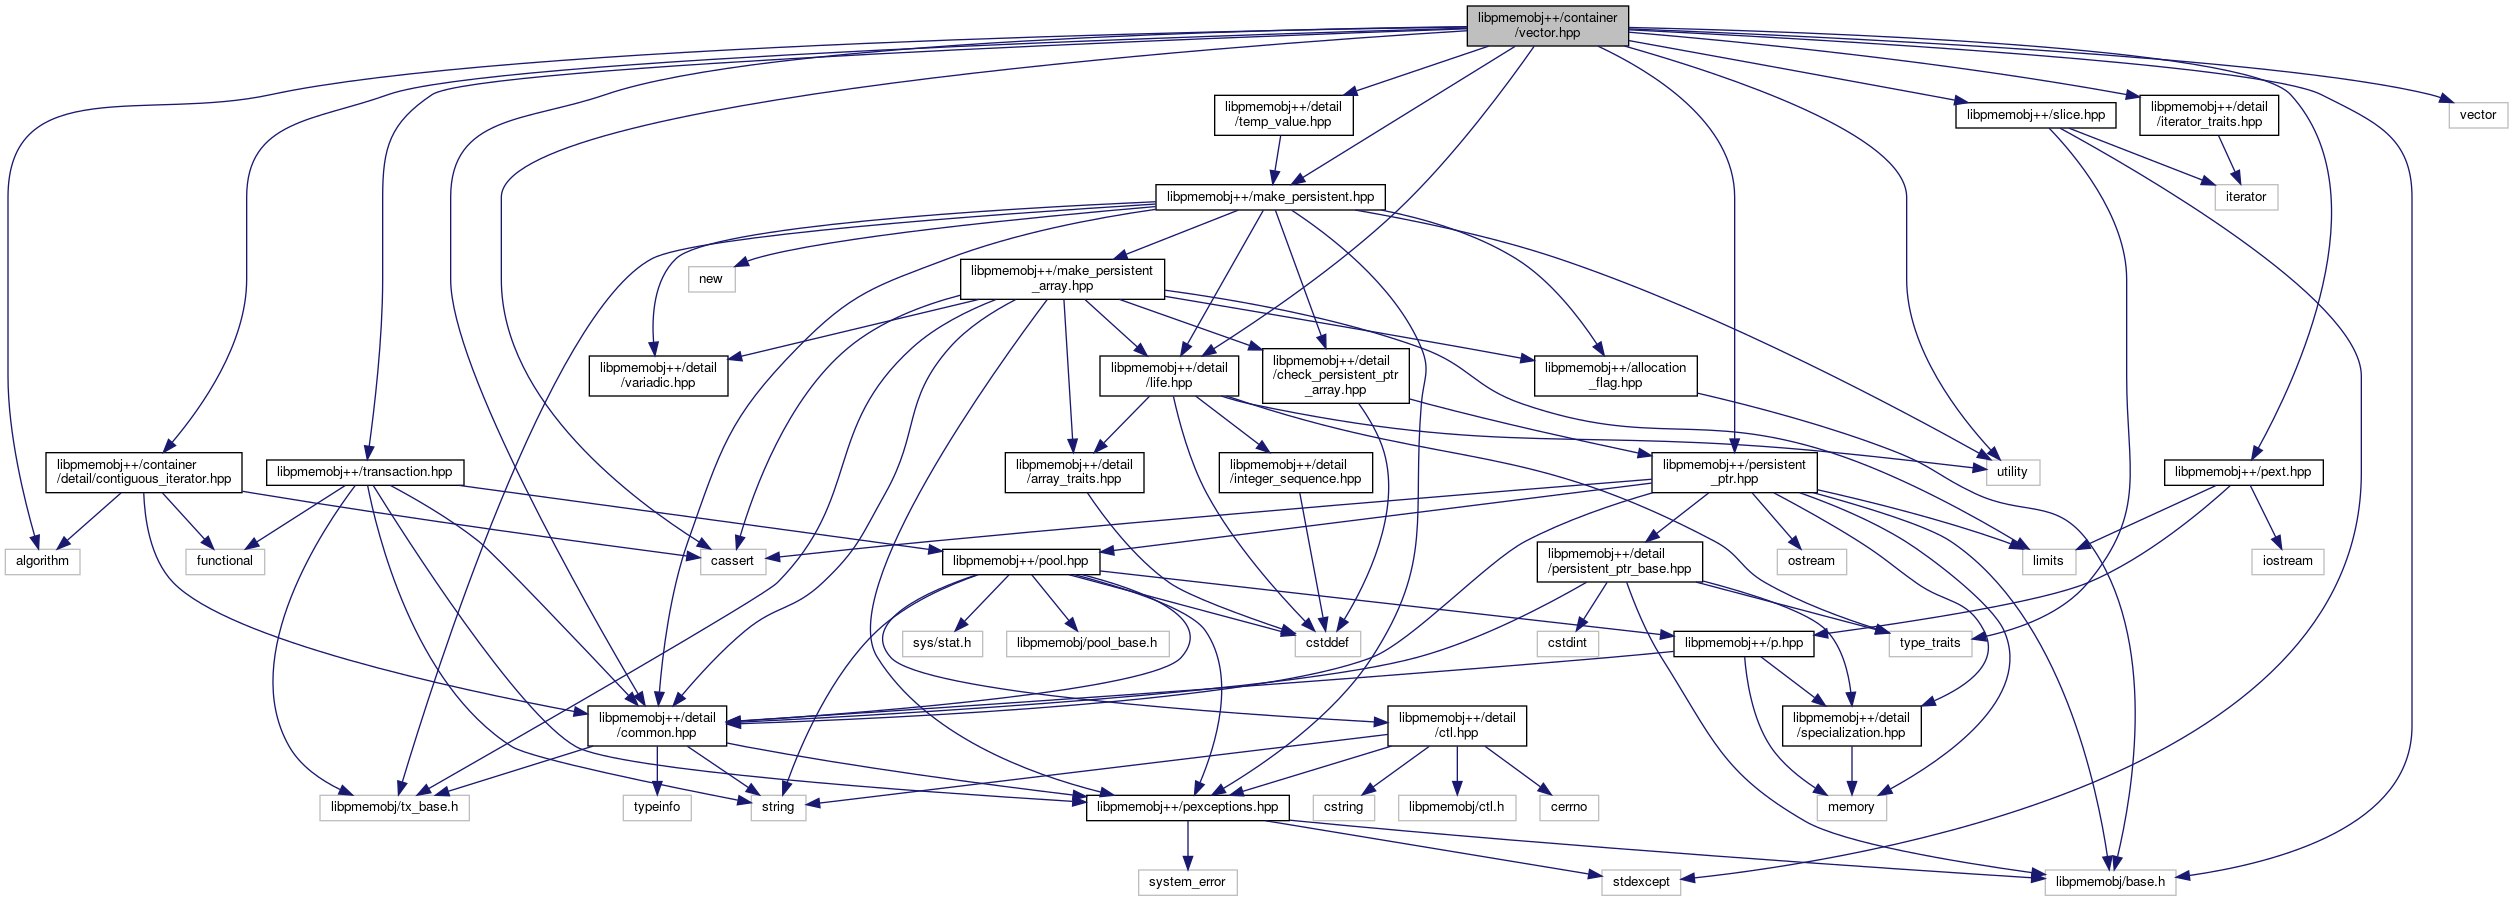 libpmemobj++/container
/vector.hpp
libpmemobj++/detail
/temp_value.hpp
libpmemobj++/slice.hpp
libpmemobj++/detail
/iterator_traits.hpp
vector
libpmemobj++/make_persistent.hpp
iterator
new
libpmemobj++/make_persistent
_array.hpp
libpmemobj++/detail
/variadic.hpp
libpmemobj++/detail
/life.hpp
libpmemobj++/detail
/check_persistent_ptr
_array.hpp
libpmemobj++/allocation
_flag.hpp
libpmemobj++/container
/detail/contiguous_iterator.hpp
libpmemobj++/transaction.hpp
libpmemobj++/detail
/array_traits.hpp
libpmemobj++/detail
/integer_sequence.hpp
libpmemobj++/persistent
_ptr.hpp
utility
libpmemobj++/pext.hpp
algorithm
functional
cassert
libpmemobj++/pool.hpp
libpmemobj++/detail
/persistent_ptr_base.hpp
ostream
limits
iostream
sys/stat.h
libpmemobj/pool_base.h
cstddef
cstdint
libpmemobj++/p.hpp
type_traits
libpmemobj++/detail
/common.hpp
libpmemobj++/detail
/ctl.hpp
libpmemobj++/detail
/specialization.hpp
libpmemobj/tx_base.h
typeinfo
string
libpmemobj++/pexceptions.hpp
cstring
libpmemobj/ctl.h
cerrno
memory
system_error
stdexcept
libpmemobj/base.h